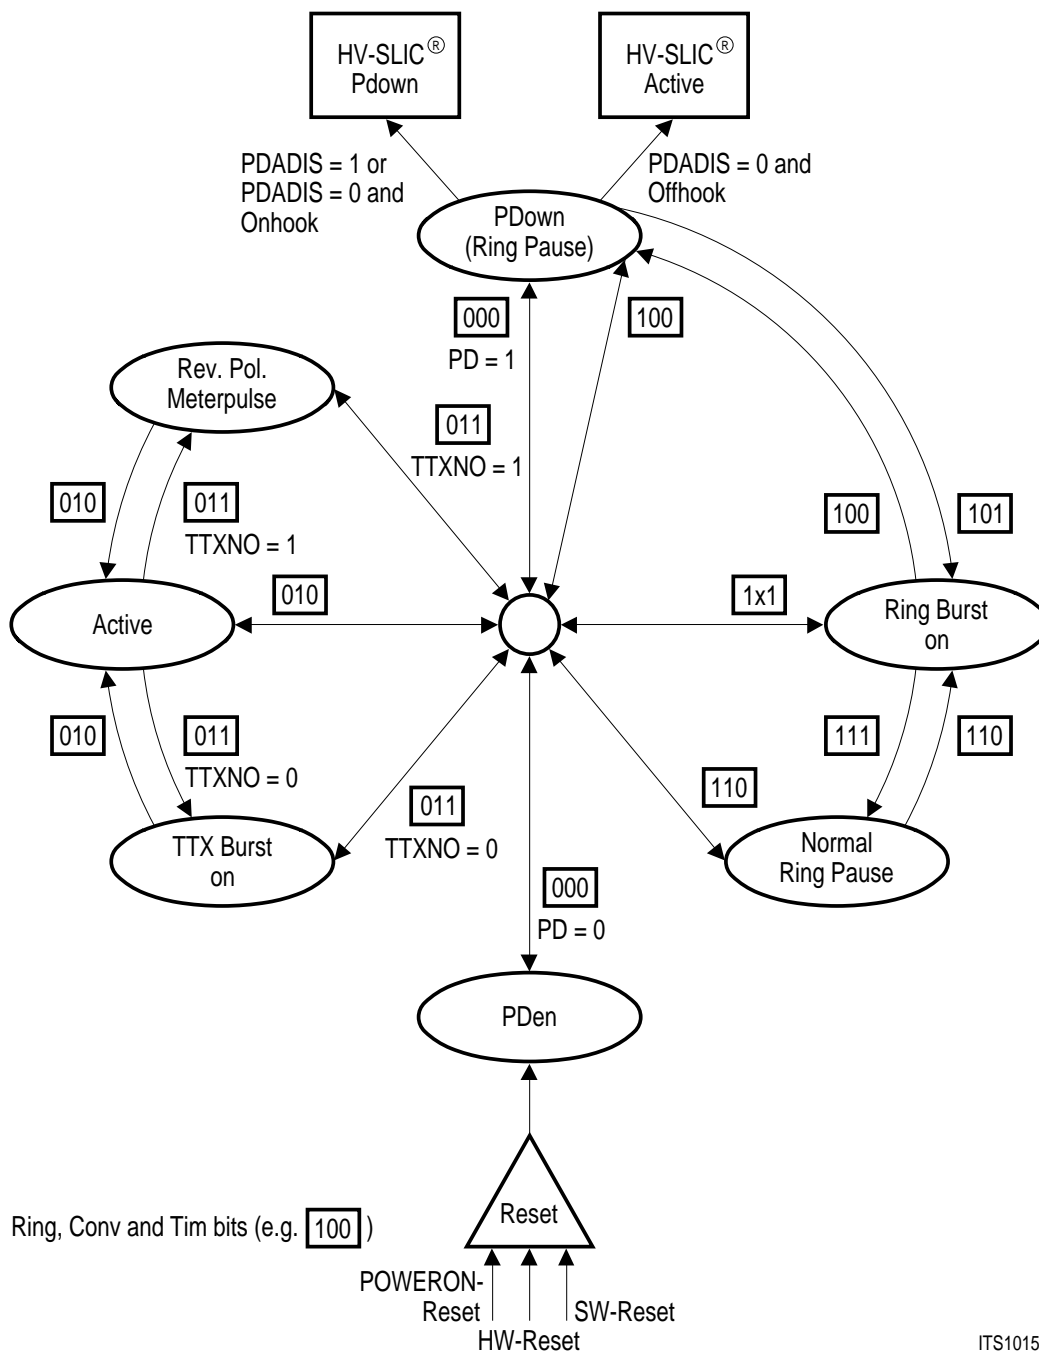 HV-SLIC®
Pdown
HV-SLIC®
Active
PDADIS = 1 or
PDADIS = 0 and
Onhook
PDADIS = 0 and
Offhook
PDown
(Ring Pause)
000
PD = 1
100
Rev. Pol.
Meterpulse
011
TTXNO = 1
010
011
TTXNO = 1
100
101
Active
010
1x1
Ring Burst
on
010
011
TTXNO = 0
111
110
011
TTXNO = 0
110
TTX Burst
on
Normal
Ring Pause
000
PD = 0
PDen
Reset
Ring, Conv and Tim bits (e.g. 100 )
POWERON-
Reset
SW-Reset
HW-Reset
ITS1015